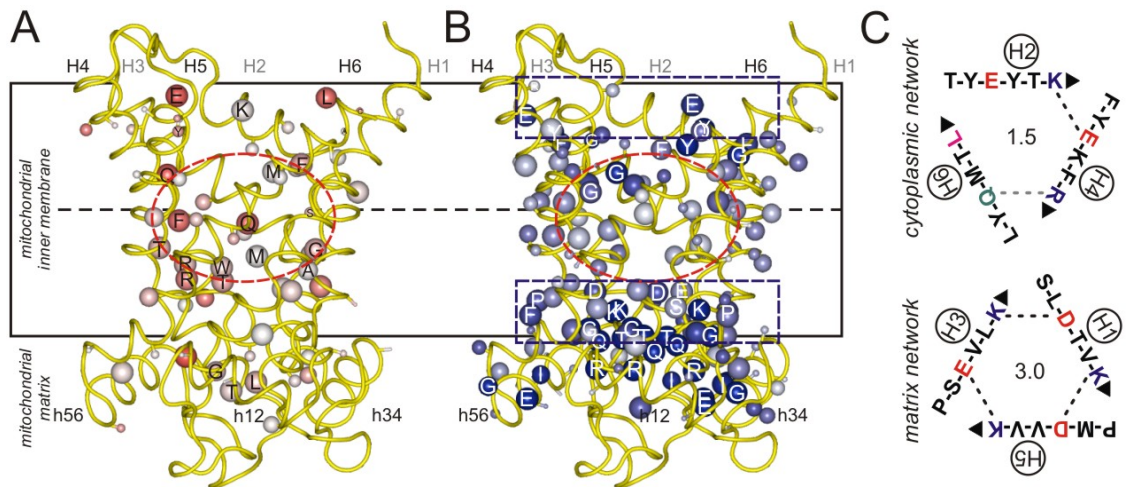 A
H4 H3 H5 H2 H6 H1
mitochondrial
inner membrane
mitochondrial
matrix
E
K
L
Y
Q
M
F
F
Q
S
T
R
W
M
G
R
T
A
G
T
L
h56
h12
h34
B
H4 H3 H5 H2 H6 H1
E
E
Y
F
G
Q
F
Y
G
G
G
D
D
E
P
F
K
K
S
K
P
G
Q
T
G
T
T
Q
Q
G
R
R
I
R
G
I
E
E
G
h56
h12
h34
C
cytoplasmic network
H2
T-Y-E-Y-T-K
F-Y-E-K-F-R
H4
1.5
L-Y-Q-M-T-L
H6
matrix network
H3
P-S-E-V-L-K
S-L-D-T-V-K
H1
3.0
P-M-D-V-V-K
H5